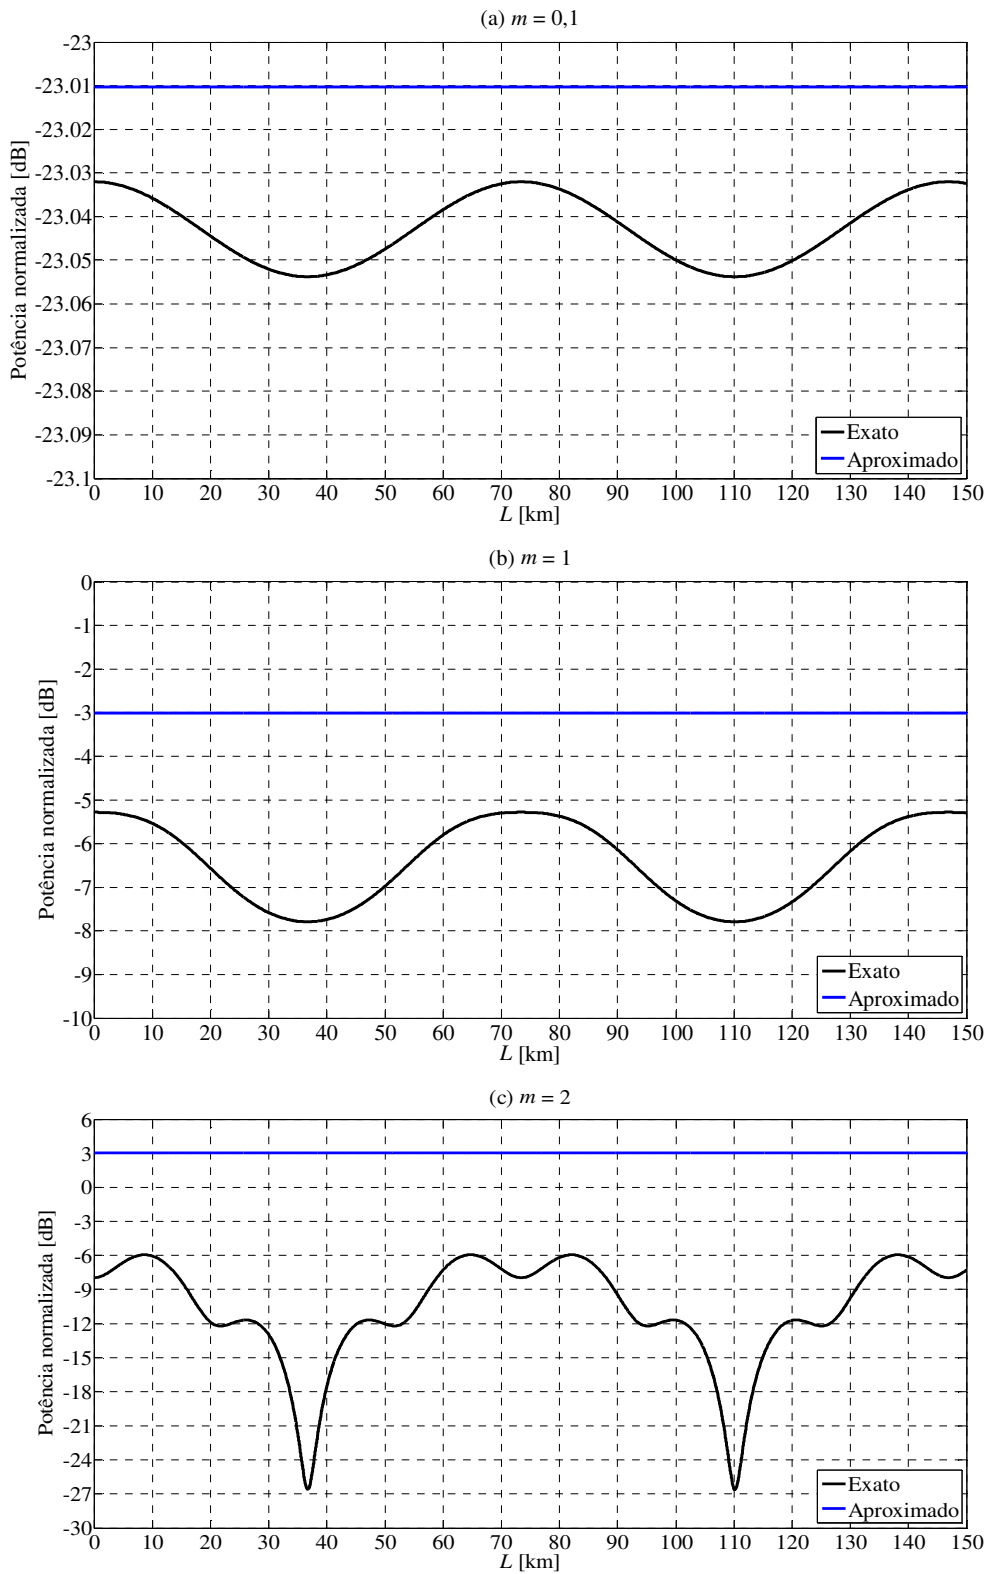 (a) m = 0,1
Potência normalizada [dB]
-23
-23.01
-23.02
-23.03
-23.04
-23.05
-23.06
-23.07
-23.08
-23.09
-23.1
Exato
Aproximado
0 10 20 30 40 50 60 70 80 90 100 110 120 130 140 150
L [km]
(b) m = 1
Potência normalizada [dB]
0
-1
-2
-3
-4
-5
-6
-7
-8
-9
-10
Exato
Aproximado
0 10 20 30 40 50 60 70 80 90 100 110 120 130 140 150
L [km]
(c) m = 2
Potência normalizada [dB]
6
3
0
-3
-6
-9
-12
-15
-18
-21
-24
-27
-30
Exato
Aproximado
0 10 20 30 40 50 60 70 80 90 100 110 120 130 140 150
L [km]